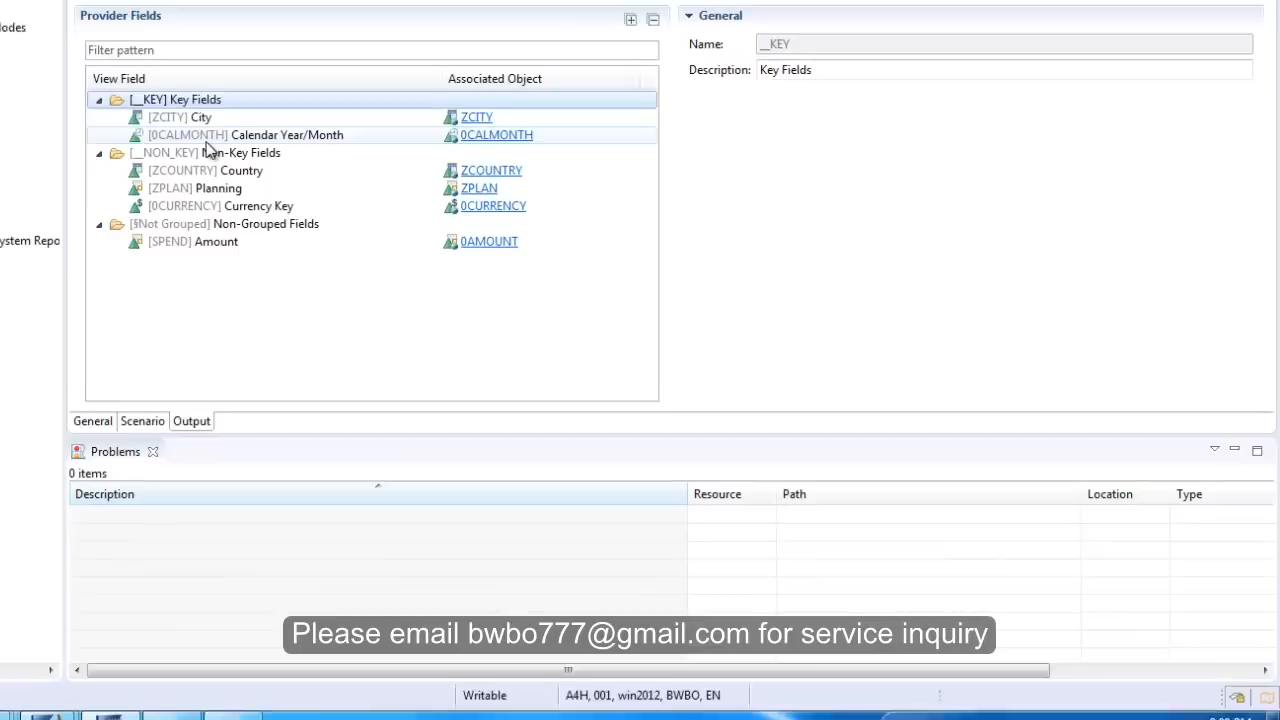 odes
ystem Repo
Provider Fields
Filter pattern
View Field Associated Object
[__KEY] Key Fields
[ZCITY] City ZCITY
[0CALMONTH] Calendar Year/Month 0CALMONTH
[__NON_KEY] Non-Key Fields
[ZCOUNTRY] Country ZCOUNTRY
[ZPLAN] Planning ZPLAN
[0CURRENCY] Currency Key 0CURRENCY
[§Not Grouped] Non-Grouped Fields
[SPEND] Amount 0AMOUNT
General
Name: __KEY
Description: Key Fields
General Scenario Output
Problems
0 items
Description Resource Path Location Type
Please email bwbo777@gmail.com for service inquiry
Writable A4H, 001, win2012, BWBO, EN